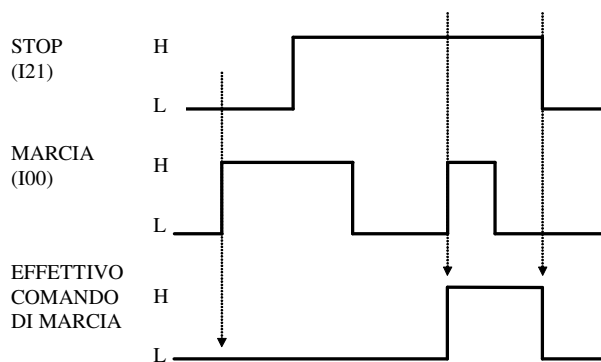 STOP
(I21)
H
L
MARCIA
(I00)
H
L
EFFETTIVO
COMANDO
DI MARCIA
H
L